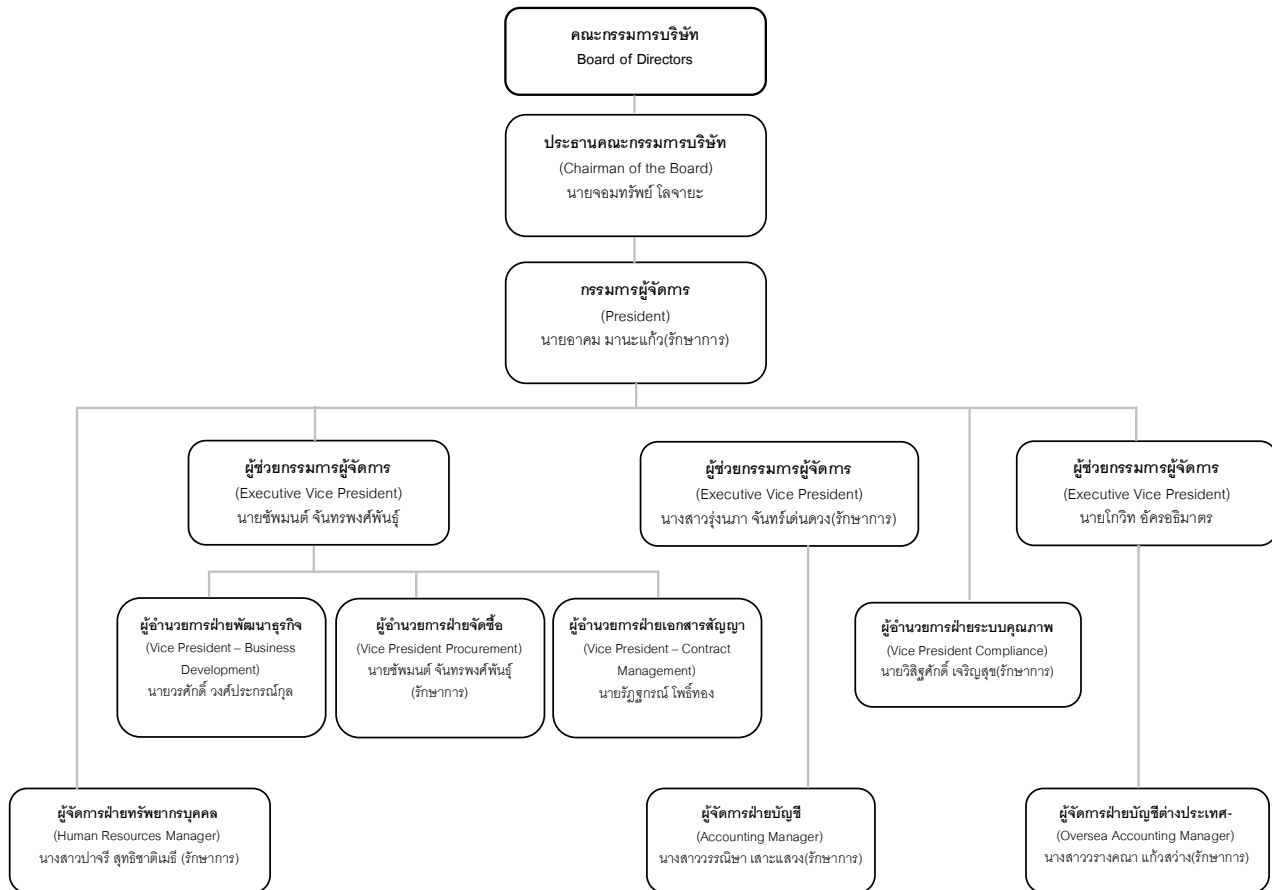 คณะกรรมการบริษัท
Board of Directors
ประธานคณะกรรมการบริษัท
(Chairman of the Board)
นายจอมทรัพย์ โลจายะ
กรรมการผู้จัดการ
(President)
นายอาคม มานะแก้ว(รักษาการ)
ผู้ช่วยกรรมการผู้จัดการ
(Executive Vice President)
นายชัพมนต์ จันทรพงศ์พันธุ์
ผู้ช่วยกรรมการผู้จัดการ
(Executive Vice President)
นางสาวรุ่งนภา จันทร์เด่นดวง(รักษาการ)
ผู้ช่วยกรรมการผู้จัดการ
(Executive Vice President)
นายโกวิท อัครอธิมาตร
ผู้อำนวยการฝ่ายพัฒนาธุรกิจ
(Vice President – Business
Development)
นายวรศักดิ์ วงศ์ประกรณ์กุล
ผู้อำนวยการฝ่ายจัดซื้อ
(Vice President Procurement)
นายชัพมนต์ จันทรพงศ์พันธุ์
(รักษาการ)
ผู้อำนวยการฝ่ายเอกสารสัญญา
(Vice President – Contract
Management)
นายรัฎฐกรณ์ โพธิ์ทอง
ผู้อำนวยการฝ่ายระบบคุณภาพ
(Vice President Compliance)
นายวิสิฐศักดิ์ เจริญสุข(รักษาการ)
ผู้จัดการฝ่ายทรัพยากรบุคคล
(Human Resources Manager)
นางสาวปาจรี สุทธิชาติเมธี (รักษาการ)
ผู้จัดการฝ่ายบัญชี
(Accounting Manager)
นางสาววรรณิษา เสาะแสวง(รักษาการ)
ผู้จัดการฝ่ายบัญชีต่างประเทศ-
(Oversea Accounting Manager)
นางสาววรางคณา แก้วสว่าง(รักษาการ)